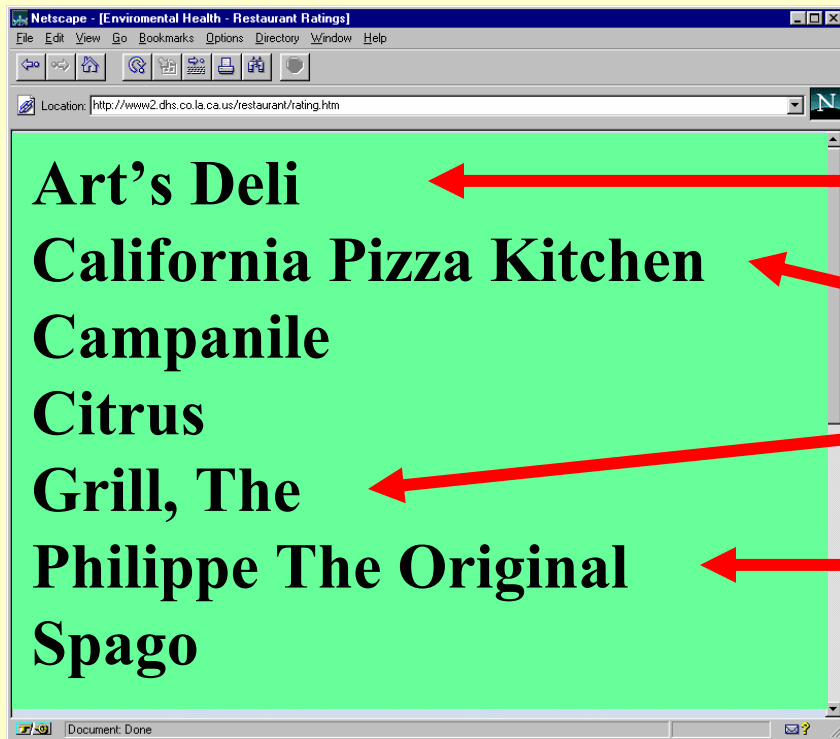 Netscape - [Enviromental Health - Restaurant Ratings]
File Edit View Go Bookmarks Options Directory Window Help
Location: http://www2.dhs.co.la.ca.us/restaurant/rating.htm
N
Art’s Deli
California Pizza Kitchen
Campanile
Citrus
Grill, The
Philippe The Original
Spago
Document: Done